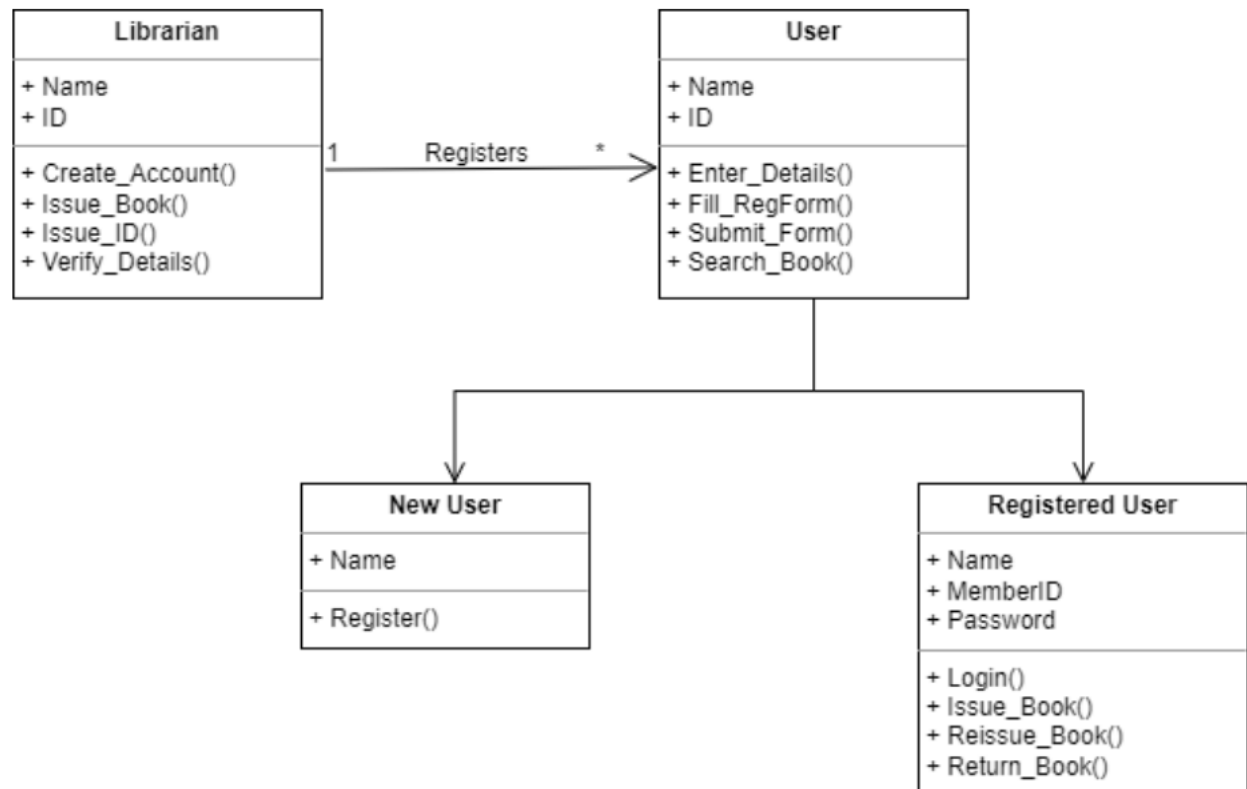 Librarian
+ Name
+ ID
+ Create_Account()
+ Issue_Book()
+ Issue_ID()
+ Verify_Details()
1 Registers *
User
+ Name
+ ID
+ Enter_Details()
+ Fill_RegForm()
+ Submit_Form()
+ Search_Book()
New User
+ Name
+ Register()
Registered User
+ Name
+ MemberID
+ Password
+ Login()
+ Issue_Book()
+ Reissue_Book()
+ Return_Book()